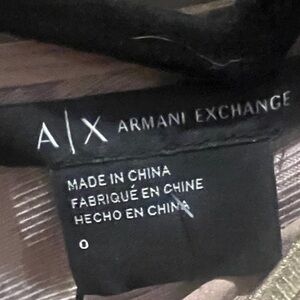 A|X ARMANI EXCHANGE
MADE IN CHINA
FABRIQUÉ EN CHINE
HECHO EN CHINA
0